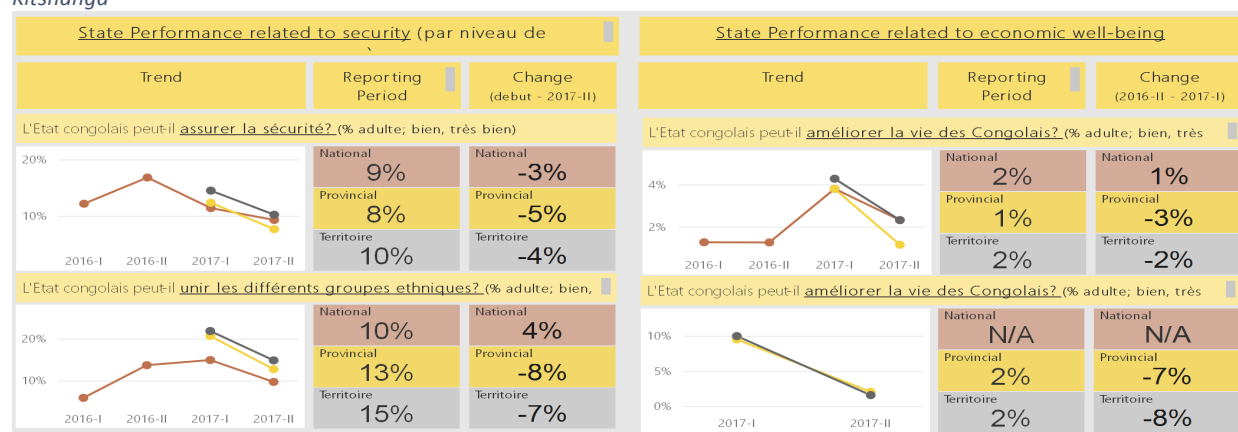 Kitshanga
State Performance related to security (par niveau de
State Performance related to economic well-being
Trend
Reporting
Period
Change
(debut - 2017-II)
Trend
Reporting
Period
Change
(2016-II - 2017-I)
L'Etat congolais peut-il assurer la sécurité? (% adulte; bien, très bien)
20%
10%
2016-I 2016-II 2017-I 2017-II
National
9%
National
-3%
Provincial
8%
Provincial
-5%
Territoire
10%
Territoire
-4%
L'Etat congolais peut-il améliorer la vie des Congolais? (% adulte; bien, très
4%
2%
2016-I 2016-II 2017-I 2017-II
National
2%
National
1%
Provincial
1%
Provincial
-3%
Territoire
2%
Territoire
-2%
L'Etat congolais peut-il unir les différents groupes ethniques? (% adulte; bien,
20%
10%
2016-I 2016-II 2017-I 2017-II
National
10%
National
4%
Provincial
13%
Provincial
-8%
Territoire
15%
Territoire
-7%
L'Etat congolais peut-il améliorer la vie des Congolais? (% adulte; bien, très
10%
5%
0%
2017-I 2017-II
National
N/A
National
N/A
Provincial
2%
Provincial
-7%
Territoire
2%
Territoire
-8%